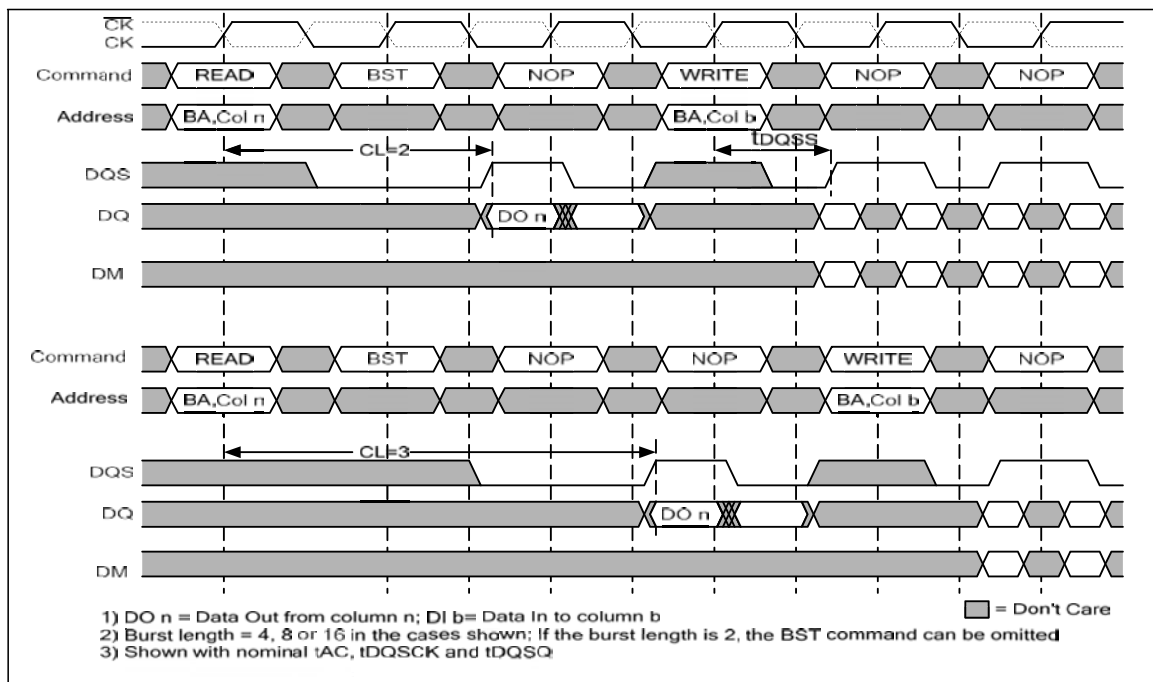 CK
CK
Command READ BST NOP WRITE NOP NOP
Address BA,Col n BA,Col b
CL=2 tDQSS
DQS
DQ DO n
DM
Command READ BST NOP NOP WRITE NOP
Address BA,Col n BA,Col b
CL=3
DQS
DQ DO n
DM
1) DO n = Data Out from column n; DI b= Data In to column b
= Don't Care
2) Burst length = 4, 8 or 16 in the cases shown; If the burst length is 2, the BST command can be omitted
3) Shown with nominal tAC, tDQSCK and tDQSQ